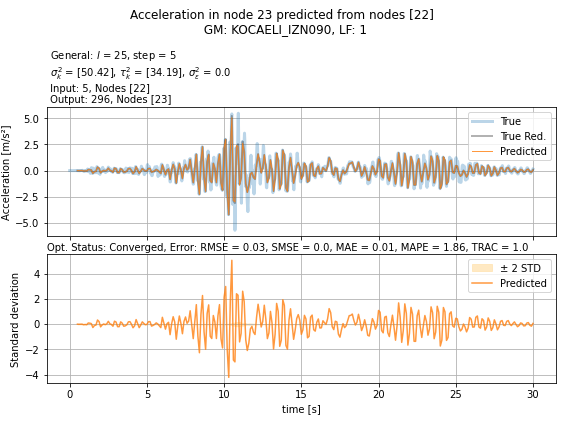 Acceleration in node 23 predicted from nodes [22]
GM: KOCAELI_IZN090, LF: 1
General: l = 25, step = 5
σ²ₖ = [50.42], τ²ₖ = [34.19], σ²ε = 0.0
Input: 5, Nodes [22]
Output: 296, Nodes [23]
Acceleration [m/s²]
5.0
2.5
0.0
−2.5
−5.0
True
True Red.
Predicted
Opt. Status: Converged, Error: RMSE = 0.03, SMSE = 0.0, MAE = 0.01, MAPE = 1.86, TRAC = 1.0
Standard deviation
4
2
0
−2
−4
± 2 STD
Predicted
0 5 10 15 20 25 30
time [s]